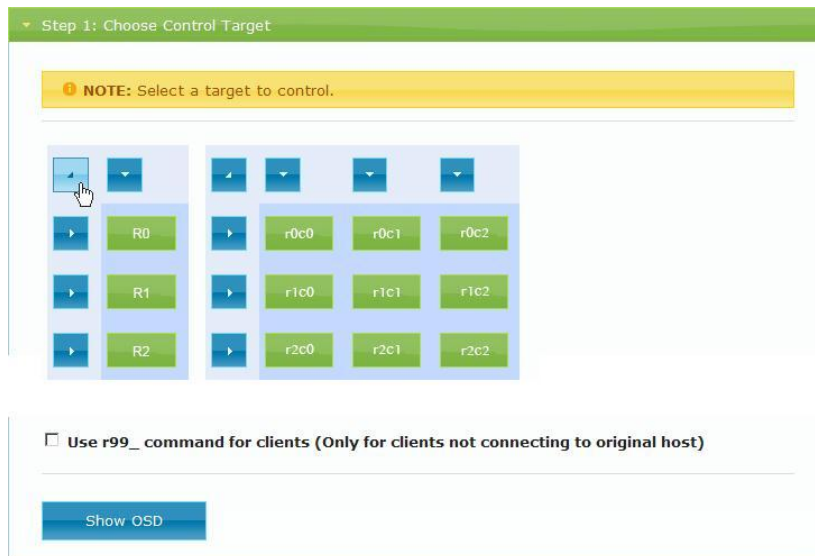 Step 1: Choose Control Target
NOTE: Select a target to control.
R0 r0c0 r0c1 r0c2
R1 r1c0 r1c1 r1c2
R2 r2c0 r2c1 r2c2
Use r99_ command for clients (Only for clients not connecting to original host)
Show OSD